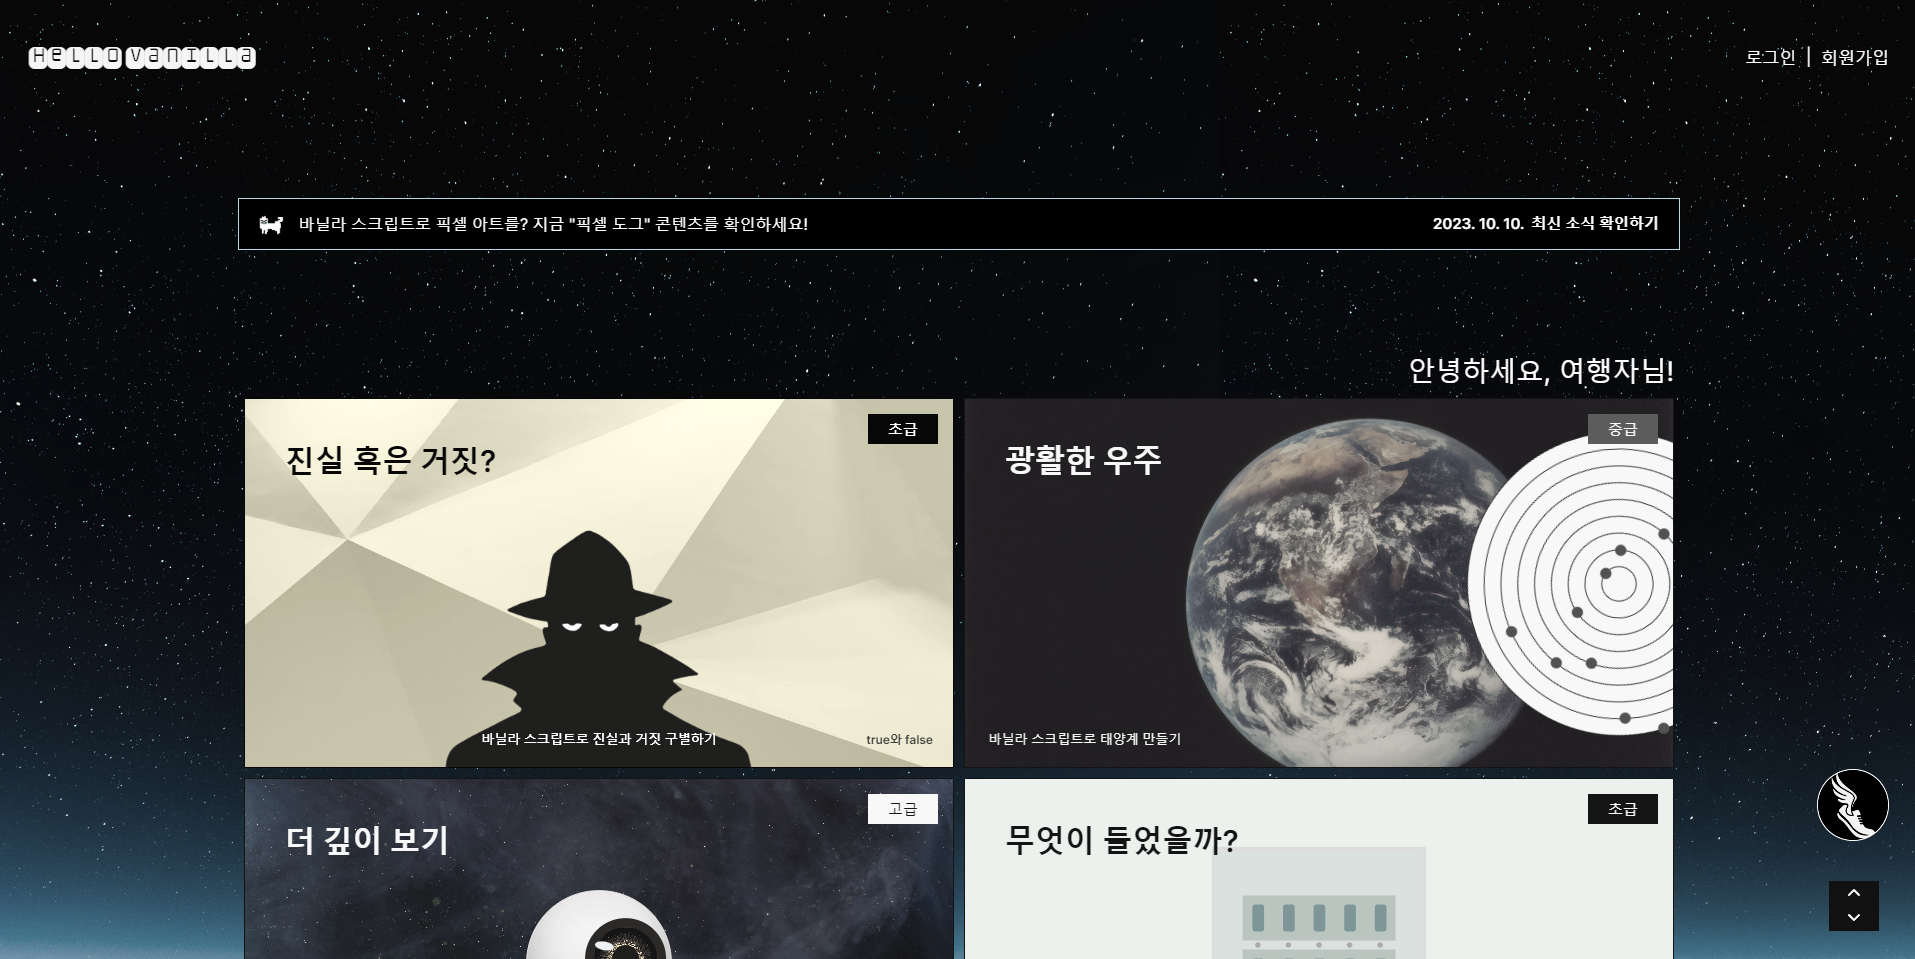 HELLO VANILLA
로그인 | 회원가입
바닐라 스크립트로 픽셀 아트를? 지금 "픽셀 도그" 콘텐츠를 확인하세요!
2023. 10. 10. 최신 소식 확인하기
안녕하세요, 여행자님!
진실 혹은 거짓?
초급
바닐라 스크립트로 진실과 거짓 구별하기
true와 false
광활한 우주
중급
바닐라 스크립트로 태양계 만들기
더 깊이 보기
고급
무엇이 들었을까?
초급